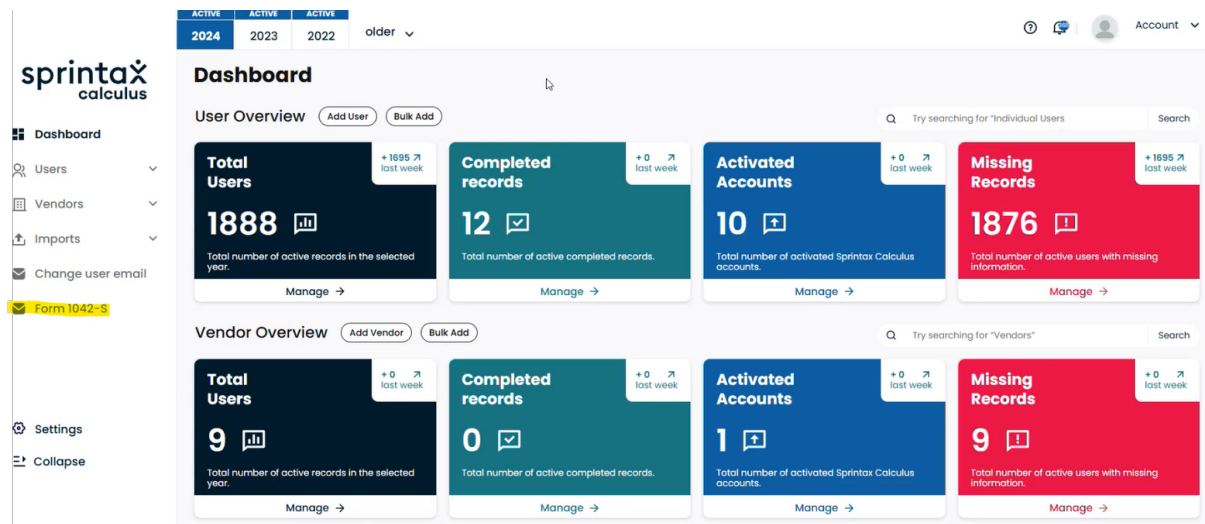 ACTIVE ACTIVE ACTIVE
2024 2023 2022 older
Account
sprintax
calculus
Dashboard
Users
Vendors
Imports
Change user email
Form 1042-S
Settings
Collapse
Dashboard
User Overview Add User Bulk Add
Try searching for "Individual Users Search
Total
Users
+ 1695
last week
1888
Total number of active records in the selected
year.
Manage →
Completed
records
+ 0
last week
12
Total number of active completed records.
Manage →
Activated
Accounts
+ 0
last week
10
Total number of activated Sprintax Calculus
accounts.
Manage →
Missing
Records
+ 1695
last week
1876
Total number of active users with missing
information.
Manage →
Vendor Overview Add Vendor Bulk Add
Try searching for "Vendors" Search
Total
Users
+ 0
last week
9
Total number of active records in the selected
year.
Manage →
Completed
records
+ 0
last week
0
Total number of active completed records.
Manage →
Activated
Accounts
+ 0
last week
1
Total number of activated Sprintax Calculus
accounts.
Manage →
Missing
Records
+ 0
last week
9
Total number of active users with missing
information.
Manage →